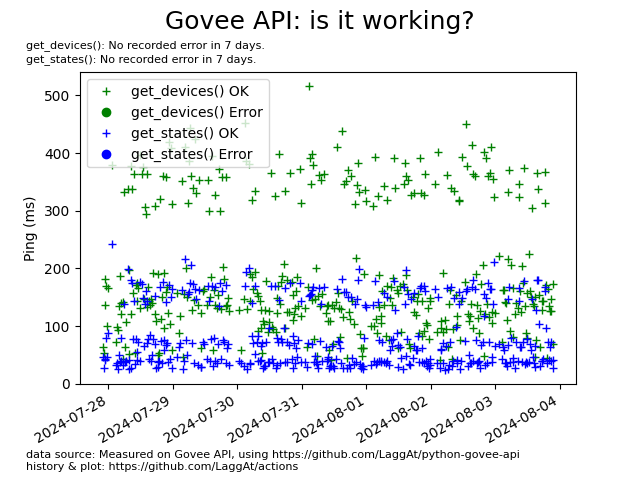 Govee API: is it working?
get_devices(): No recorded error in 7 days.
get_states(): No recorded error in 7 days.
get_devices() OK
get_devices() Error
get_states() OK
get_states() Error
Ping (ms)
500
400
300
200
100
0
2024-07-28
2024-07-29
2024-07-30
2024-07-31
2024-08-01
2024-08-02
2024-08-03
2024-08-04
data source: Measured on Govee API, using https://github.com/LaggAt/python-govee-api
history & plot: https://github.com/LaggAt/actions